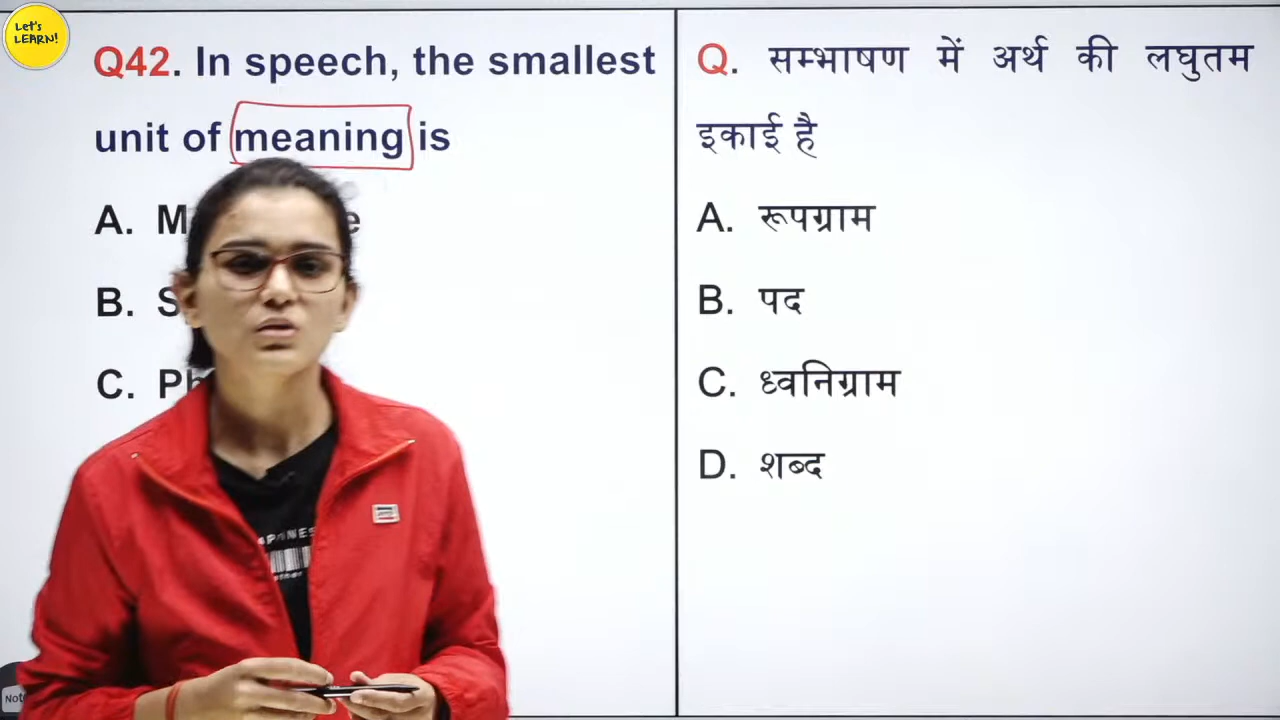 Let's
LEARN!
Q42. In speech, the smallest
unit of meaning is
A.
B.
C.
Q. सम्भाषण में अर्थ की लघुतम
इकाई है
A. रूपग्राम
B. पद
C. ध्वनिग्राम
D. शब्द